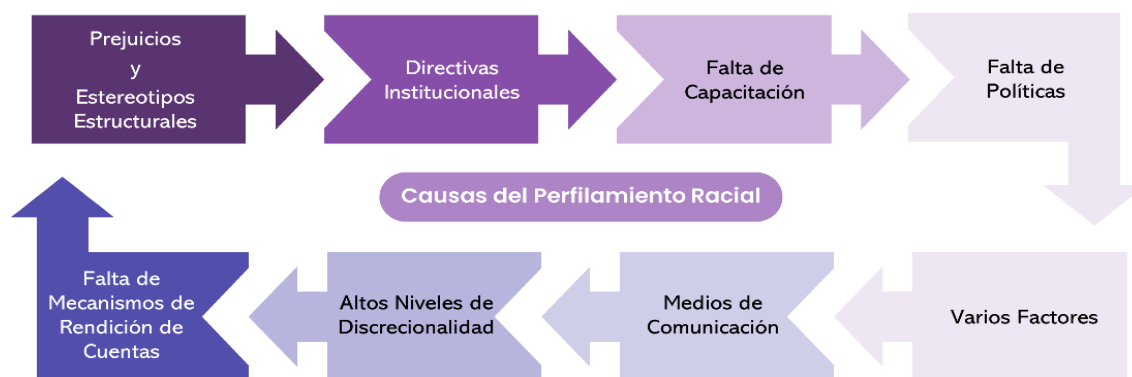 Prejuicios
y
Estereotipos
Estructurales
Directivas
Institucionales
Falta de
Capacitación
Falta de
Políticas
Causas del Perfilamiento Racial
Varios Factores
Medios de
Comunicación
Altos Niveles de
Discrecionalidad
Falta de
Mecanismos de
Rendición de
Cuentas